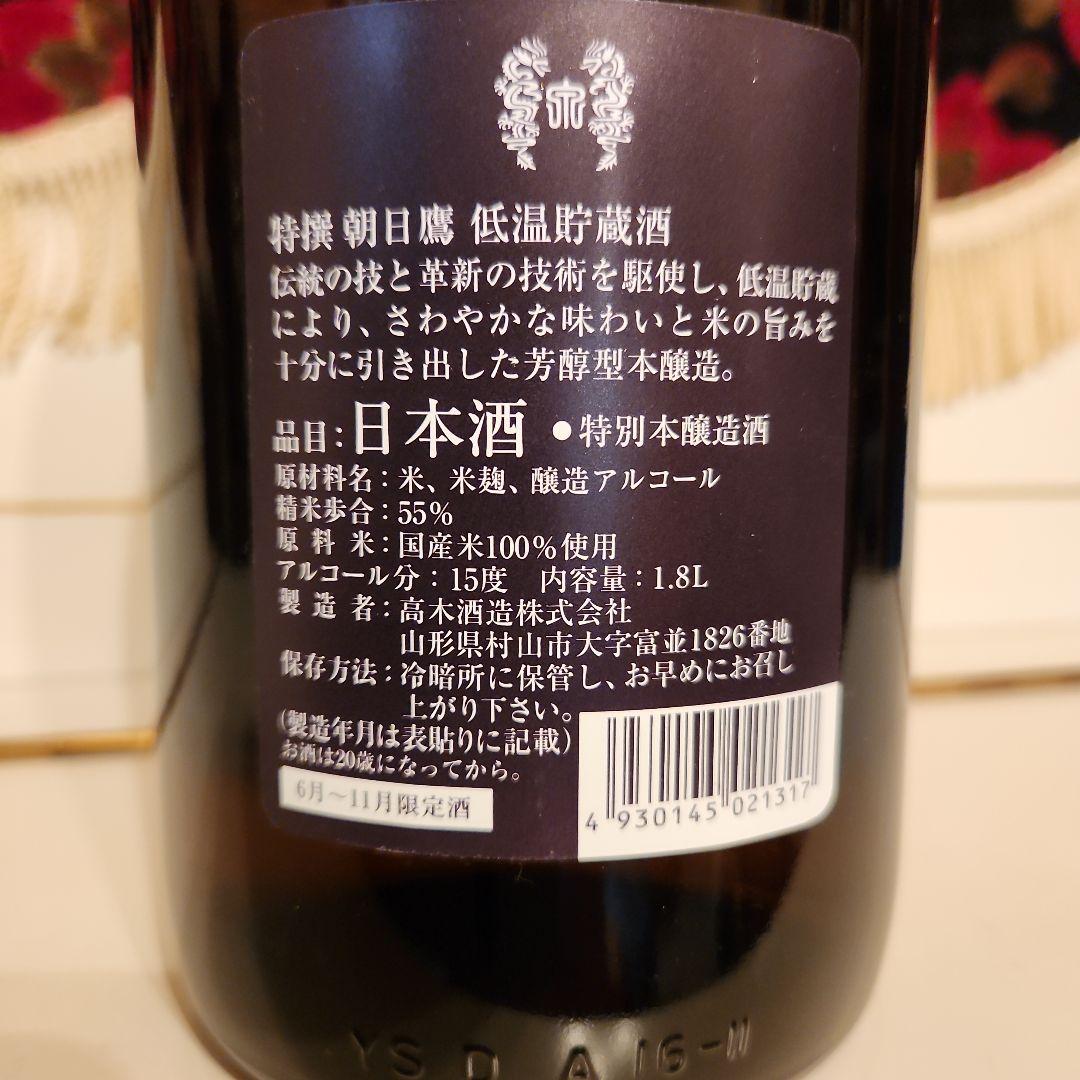 特撰 朝日鷹 低温貯蔵酒
伝統の技と革新の技術を駆使し、低温貯蔵
により、さわやかな味わいと米の旨みを
十分に引き出した芳醇型本醸造。
品目：日本酒 ●特別本醸造酒
原材料名：米、米麹、醸造アルコール
精米歩合：55%
原料米：国産米100%使用
アルコール分：15度 内容量：1.8L
製造者：高木酒造株式会社
山形県村山市大字富並1826番地
保存方法：冷暗所に保管し、お早めにお召し
上がり下さい。
（製造年月は表貼りに記載）
お酒は20歳になってから。
6月～11月限定酒
4 930145 021317
YS D A 16-11